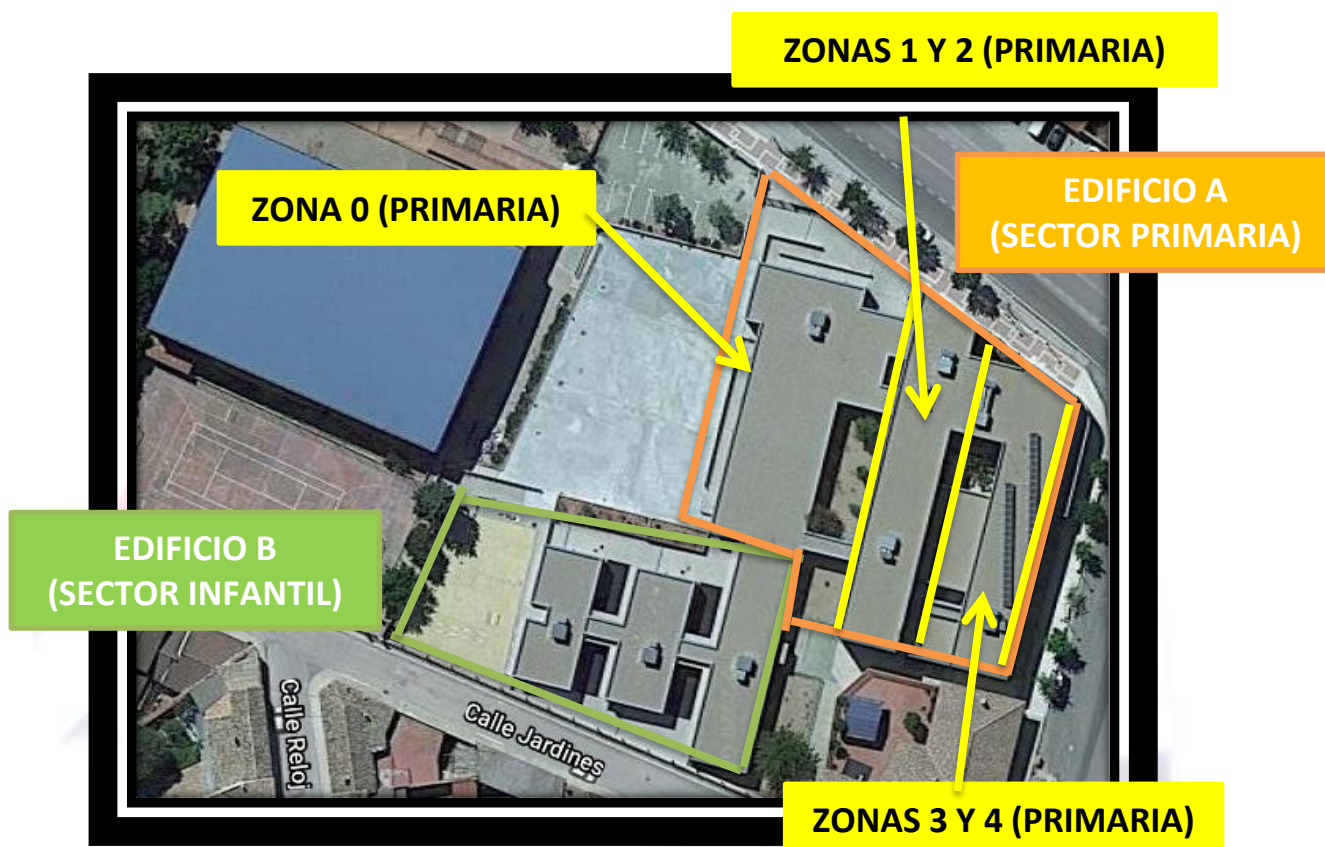 ZONAS 1 Y 2 (PRIMARIA)
ZONA 0 (PRIMARIA)
EDIFICIO A
(SECTOR PRIMARIA)
EDIFICIO B
(SECTOR INFANTIL)
Calle Reloj
Calle Jardines
ZONAS 3 Y 4 (PRIMARIA)